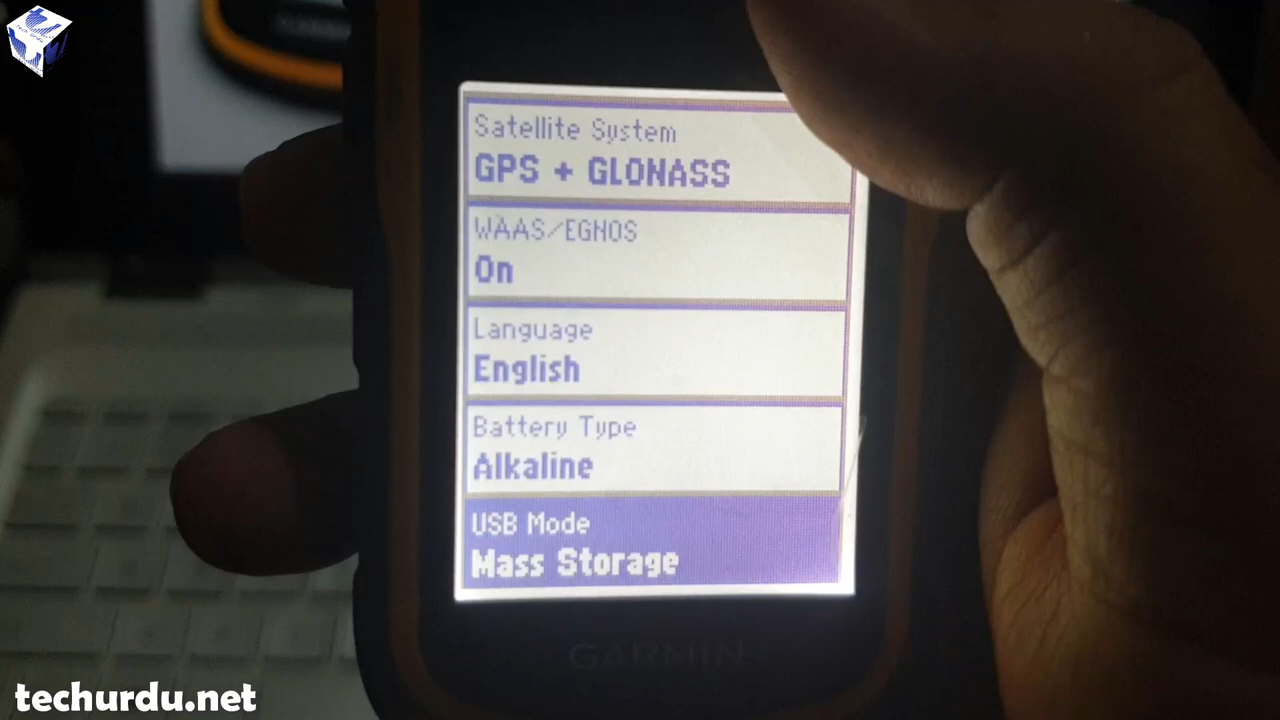 Satellite System
GPS + GLONASS
WAAS/EGNOS
On
Language
English
Battery Type
Alkaline
USB Mode
Mass Storage
GARMIN
techurdu.net